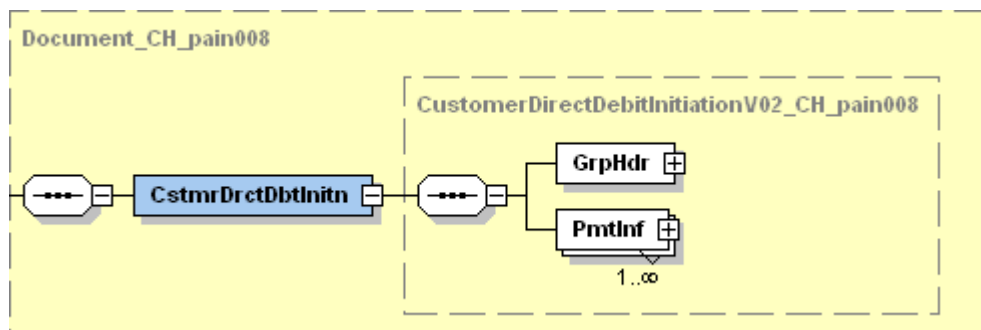 Document_CH_pain008
CustomerDirectDebitInitiationV02_CH_pain008
GrpHdr
CstmrDrctDbtInitn
PmtInf
1..∞